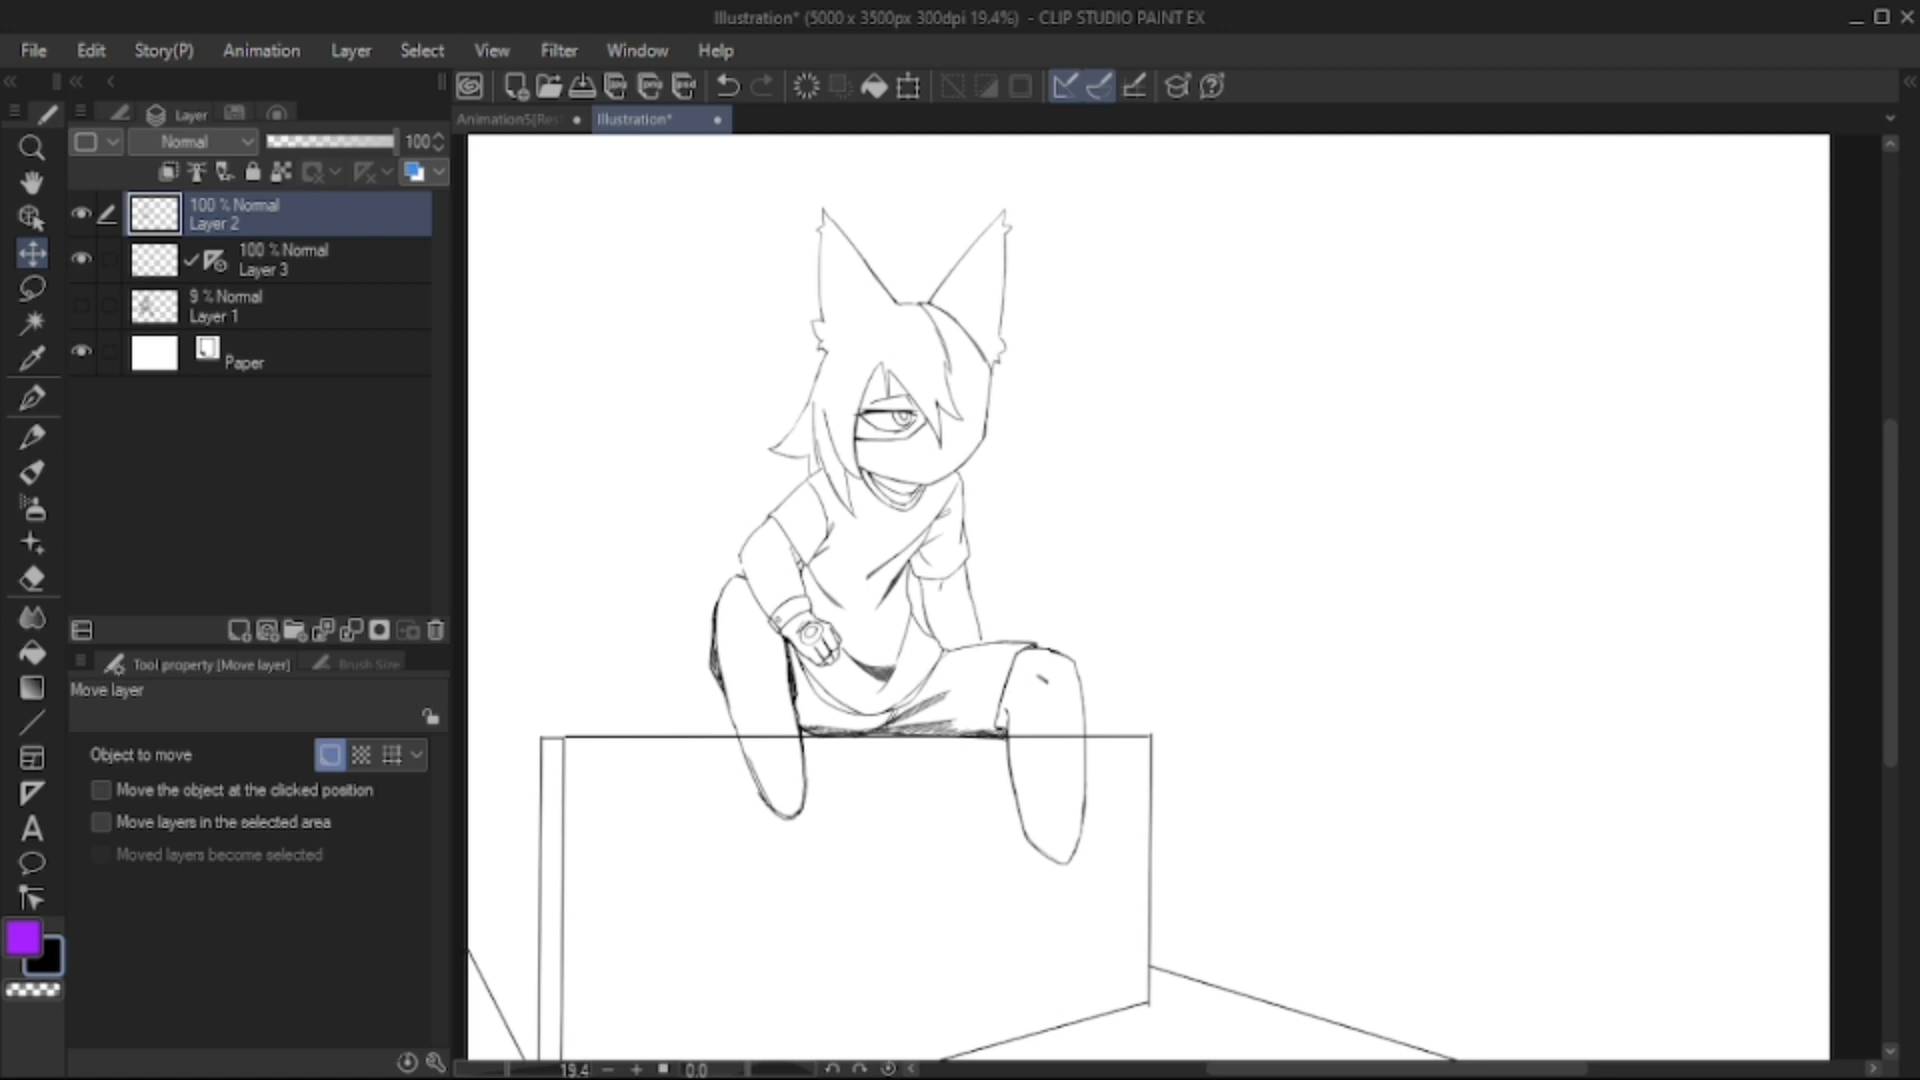 Illustration* (5000 x 3500px 300dpi 19.4%) - CLIP STUDIO PAINT EX
File Edit Story(P) Animation Layer Select View Filter Window Help
Layer
Animation5[Res
Illustration*
Normal 100
100 % Normal
Layer 2
100 % Normal
Layer 3
9 % Normal
Layer 1
Paper
Tool property [Move layer] Brush Size
Move layer
Object to move
Move the object at the clicked position
Move layers in the selected area
Moved layers become selected
19.4 0.0